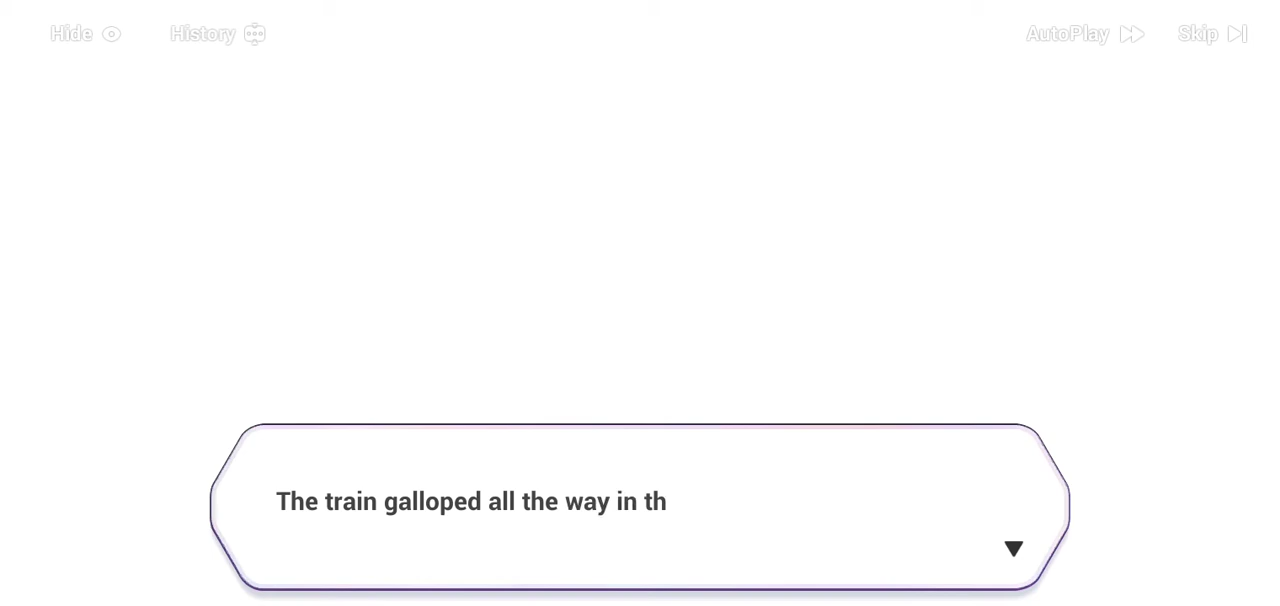 Hide
History
AutoPlay
Skip
The train galloped all the way in th